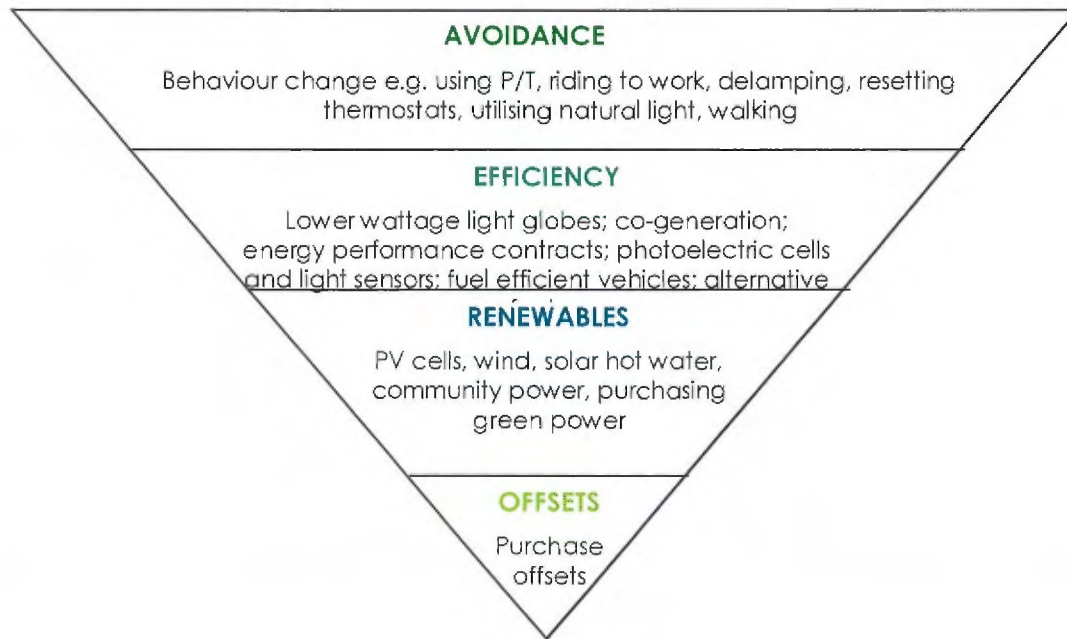 AVOIDANCE
Behaviour change e.g. using P/T, riding to work, delamping, resetting
thermostats, utilising natural light, walking
EFFICIENCY
Lower wattage light globes; co-generation;
energy performance contracts; photoelectric cells
and light sensors; fuel efficient vehicles; alternative
RENEWABLES
PV cells, wind, solar hot water,
community power, purchasing
green power
OFFSETS
Purchase
offsets